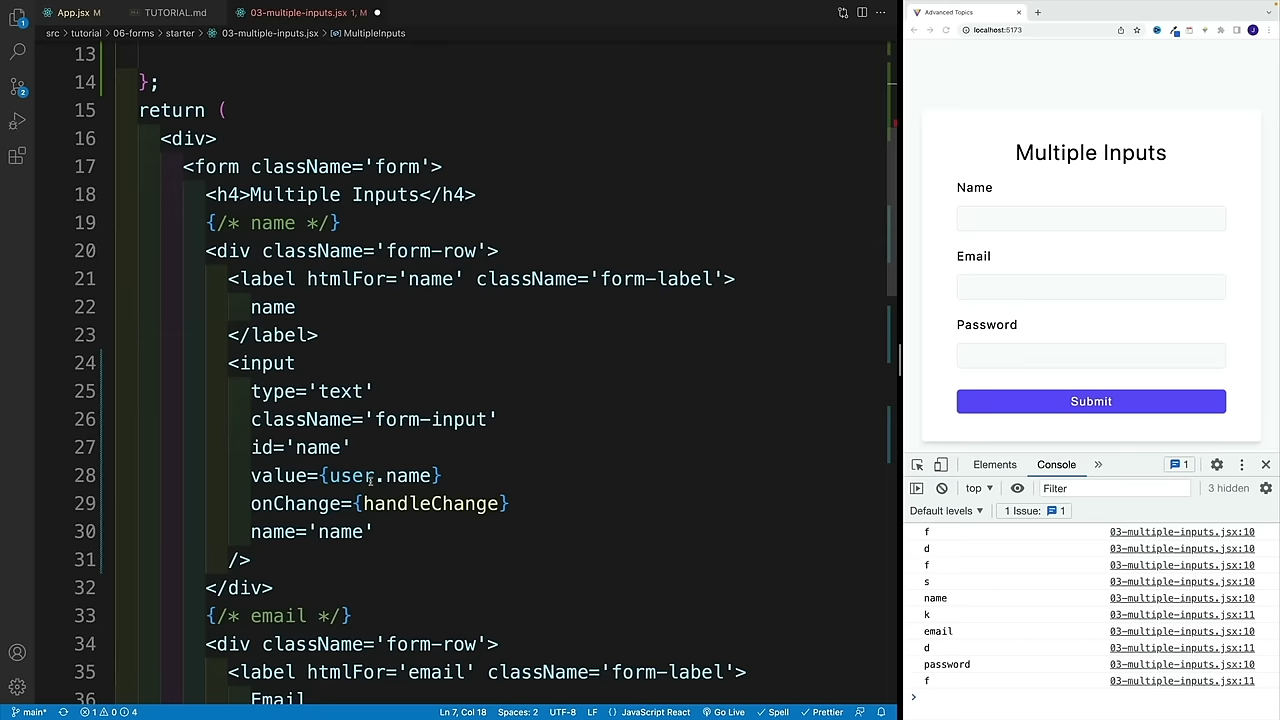 App.jsx M
TUTORIAL.md
03-multiple-inputs.jsx 1, M
src > tutorial > 06-forms > starter > 03-multiple-inputs.jsx > MultipleInputs
13
14 };
15 return (
16 <div>
17 <form className='form'>
18 <h4>Multiple Inputs</h4>
19 {/* name */}
20 <div className='form-row'>
21 <label htmlFor='name' className='form-label'>
22 name
23 </label>
24 <input
25 type='text'
26 className='form-input'
27 id='name'
28 value={user.name}
29 onChange={handleChange}
30 name='name'
31 />
32 </div>
33 {/* email */}
34 <div className='form-row'>
35 <label htmlFor='email' className='form-label'>
36 Email
1
2
main*
1 0 4
Ln 7, Col 18
Spaces: 2
UTF-8
LF
{} JavaScript React
Go Live
Spell
Prettier
Advanced Topics
localhost:5173
J
Multiple Inputs
Name
Email
Password
Submit
Elements
Console
1
top
Filter
3 hidden
Default levels
1 Issue: 1
f 03-multiple-inputs.jsx:10
d 03-multiple-inputs.jsx:10
f 03-multiple-inputs.jsx:10
s 03-multiple-inputs.jsx:10
name 03-multiple-inputs.jsx:10
k 03-multiple-inputs.jsx:11
email 03-multiple-inputs.jsx:10
d 03-multiple-inputs.jsx:11
password 03-multiple-inputs.jsx:10
f 03-multiple-inputs.jsx:11
>